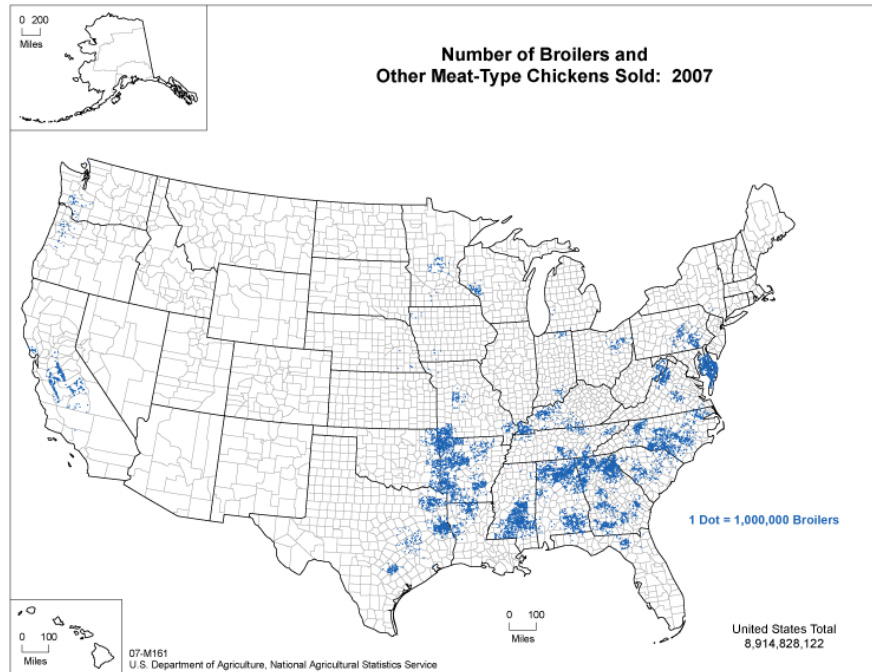 0 200
Miles
Number of Broilers and
Other Meat-Type Chickens Sold: 2007
1 Dot = 1,000,000 Broilers
0 100
Miles
0 100
Miles
07-M161
U.S. Department of Agriculture, National Agricultural Statistics Service
United States Total
8,914,828,122